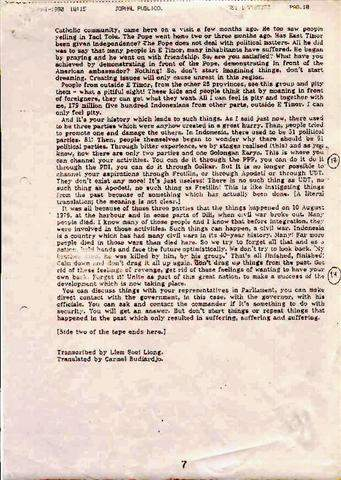 1992 10:15 JORNAL PUBLICO. PAG.10
Catholic community, came here on a visit a few months ago. He too saw people
yelling in Taci Tolu. The Pope went home two or three months ago. Has East Timor
been given independence? The Pope does not deal with political matters. All he did
was to say that many people in E Timor, many inhabitants have suffered. He began
by praying and he went on with friendship. So are you satisfied? What have you
achieved by demonstrating in front of the Pope, demonstrating in front of the
American ambassador? Nothing! So, don't start imagining things, don't start
dreaming. Creating issues will only cause unrest in this region.
People from outside E Timor, from the other 26 provinces, see this group and pity
them - what a pitiful sight! These kids and people think that by meaning in front
of foreigners, they can get what they want. All I can feel is pity and together with
me, 179 million five hundred Indonesians from other parts, outside E Timor. I can
only feel pity.
And it's your history which leads to such things. As I said just now, there used
to be three parties which were anyhow created in a great hurry. Then, people tried
to promote one and damage the others. In Indonesia, there used to be 91 political
parties. 91! Then, people themselves began to wonder why there should be 91
political parties. Through bitter experience, we by stages realised (this) and as you
know, now there are only two parties and one Golongan Karya. This is where you
can channel your activities. You can do it through the PPP, you can do it
through the PDI, you can do it through Golkar. But it is no longer possible to
channel your aspirations through Fretilin, or through Apodeti or through UDT.
They don't exist any more! It's just useless! There is no such thing as UDT, no
such thing as Apodeti, no such thing as Fretilin! This is like instigating things
from the past because of something which has actually been done. [A literal
translation; the meaning is not clear.]
It was all because of those three parties that the things happened on 10 August
1975, at the harbour and in some parts of Dili, when civil war broke out. Many
people died. I know many of those people and I know that before integration, they
were involved in those activities. Such things can happen, a civil war. Indonesia
is a country which has had many civil wars in its 40-year history. Many! Far more
people died in those wars than died here. So we try to forget all that and as a
nation, hold hands and face the future optimistically. We don't try to look back. 'My
brother, he was killed by him, by his group.' That's all finished, finished!
Calm down and don't drag it all up again. Don't drag up things from the past. Get
rid of these feelings of revenge, get rid of those feelings of wanting to have your
own back. Forget it! Unite as part of this great nation, to make a success of the
development which is now taking place.
You can discuss things with your representatives in Parliament, you can make
direct contact with the government, in this case, with the governor, with his
officials. You can ask and contact the commander if it's something to do with
security. You will get an answer. But don't start things or repeat things that
happened in the past which only resulted in suffering, suffering and suffering.
[Side two of the tape ends here.]
Transcribed by Liem Soei Liong.
Translated by Carmel Budiardjo.
7